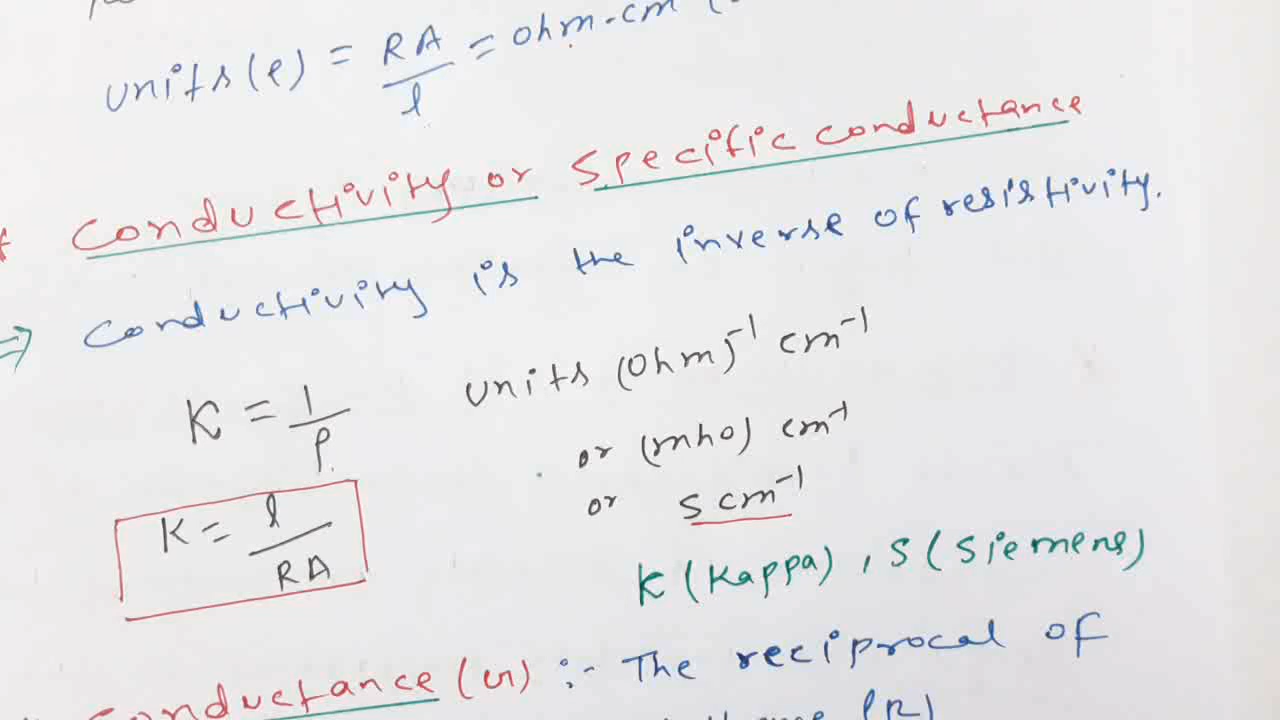 units (ρ) = RA/l = ohm-cm
Conductivity or Specific conductance
⇒ Conductivity is the inverse of resistivity.
K = 1/ρ units (ohm)⁻¹ cm⁻¹
or (mho) cm⁻¹
K = l/RA or S cm⁻¹
K (Kappa), S (Siemens)
Conductance (G) :- The reciprocal of
(R)